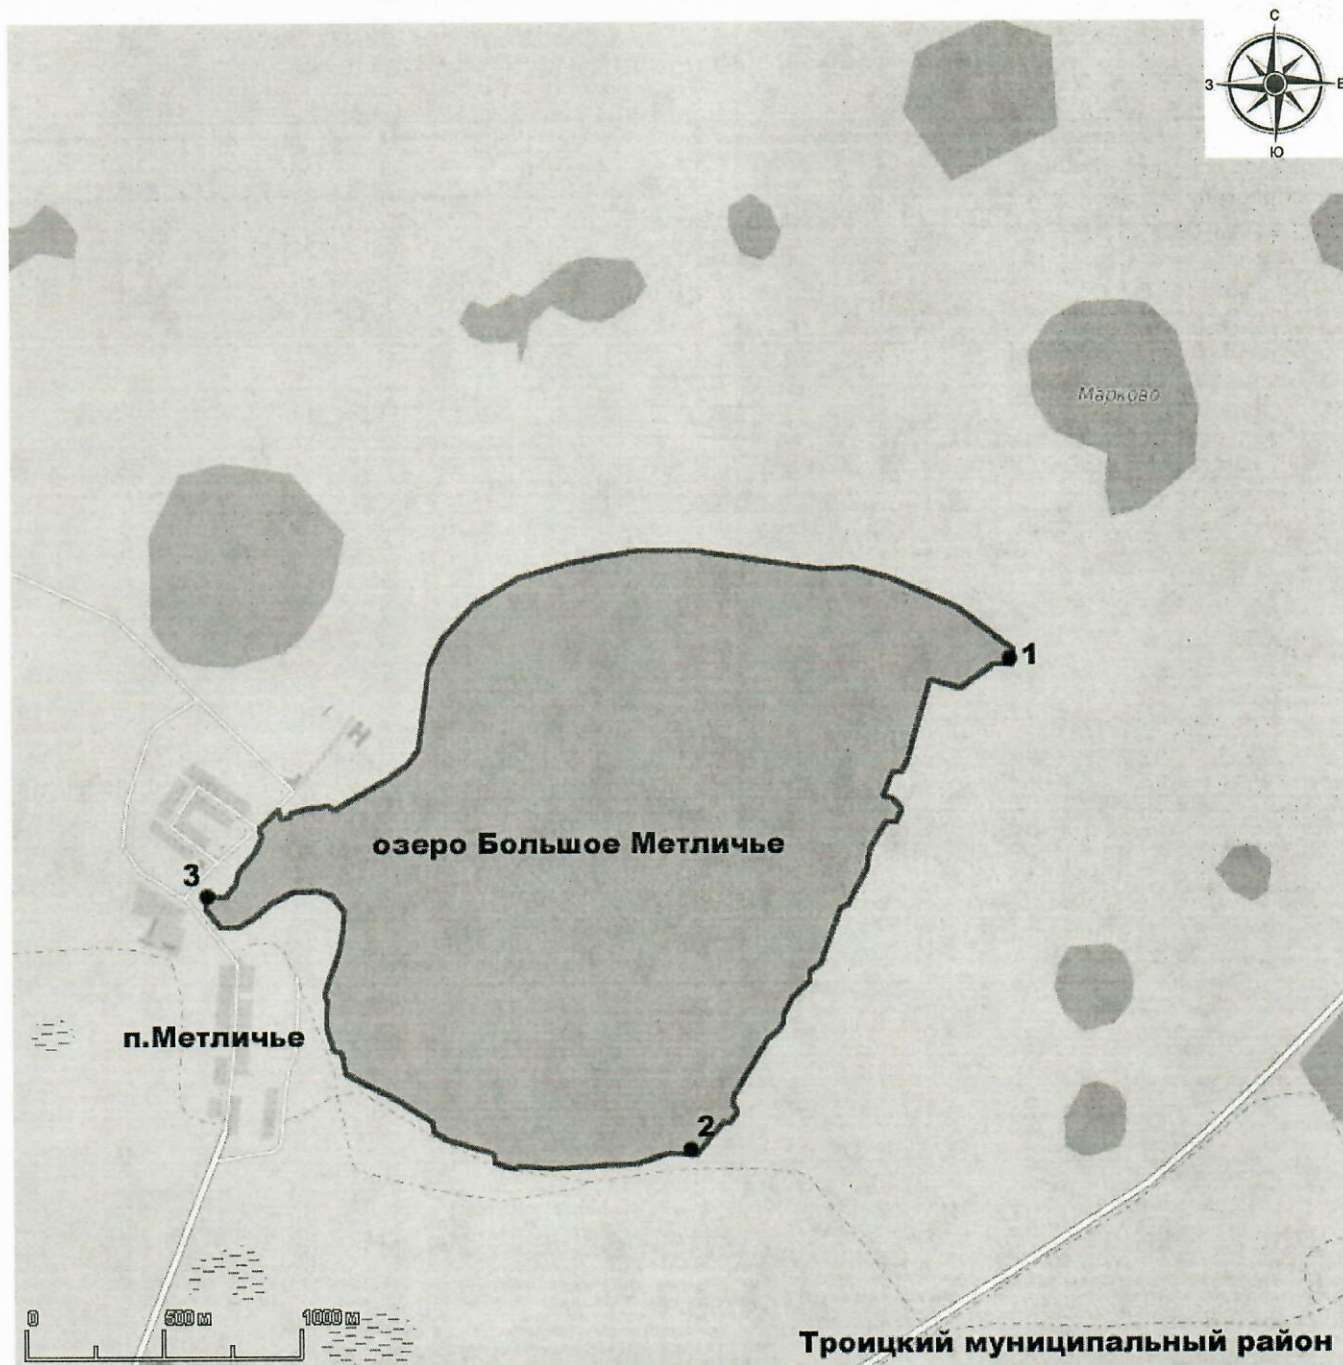 С
З В
Ю
Марково
1
озеро Большое Метличье
3
п.Метличье
2
0 500 м 1000 м
Троицкий муниципальный район